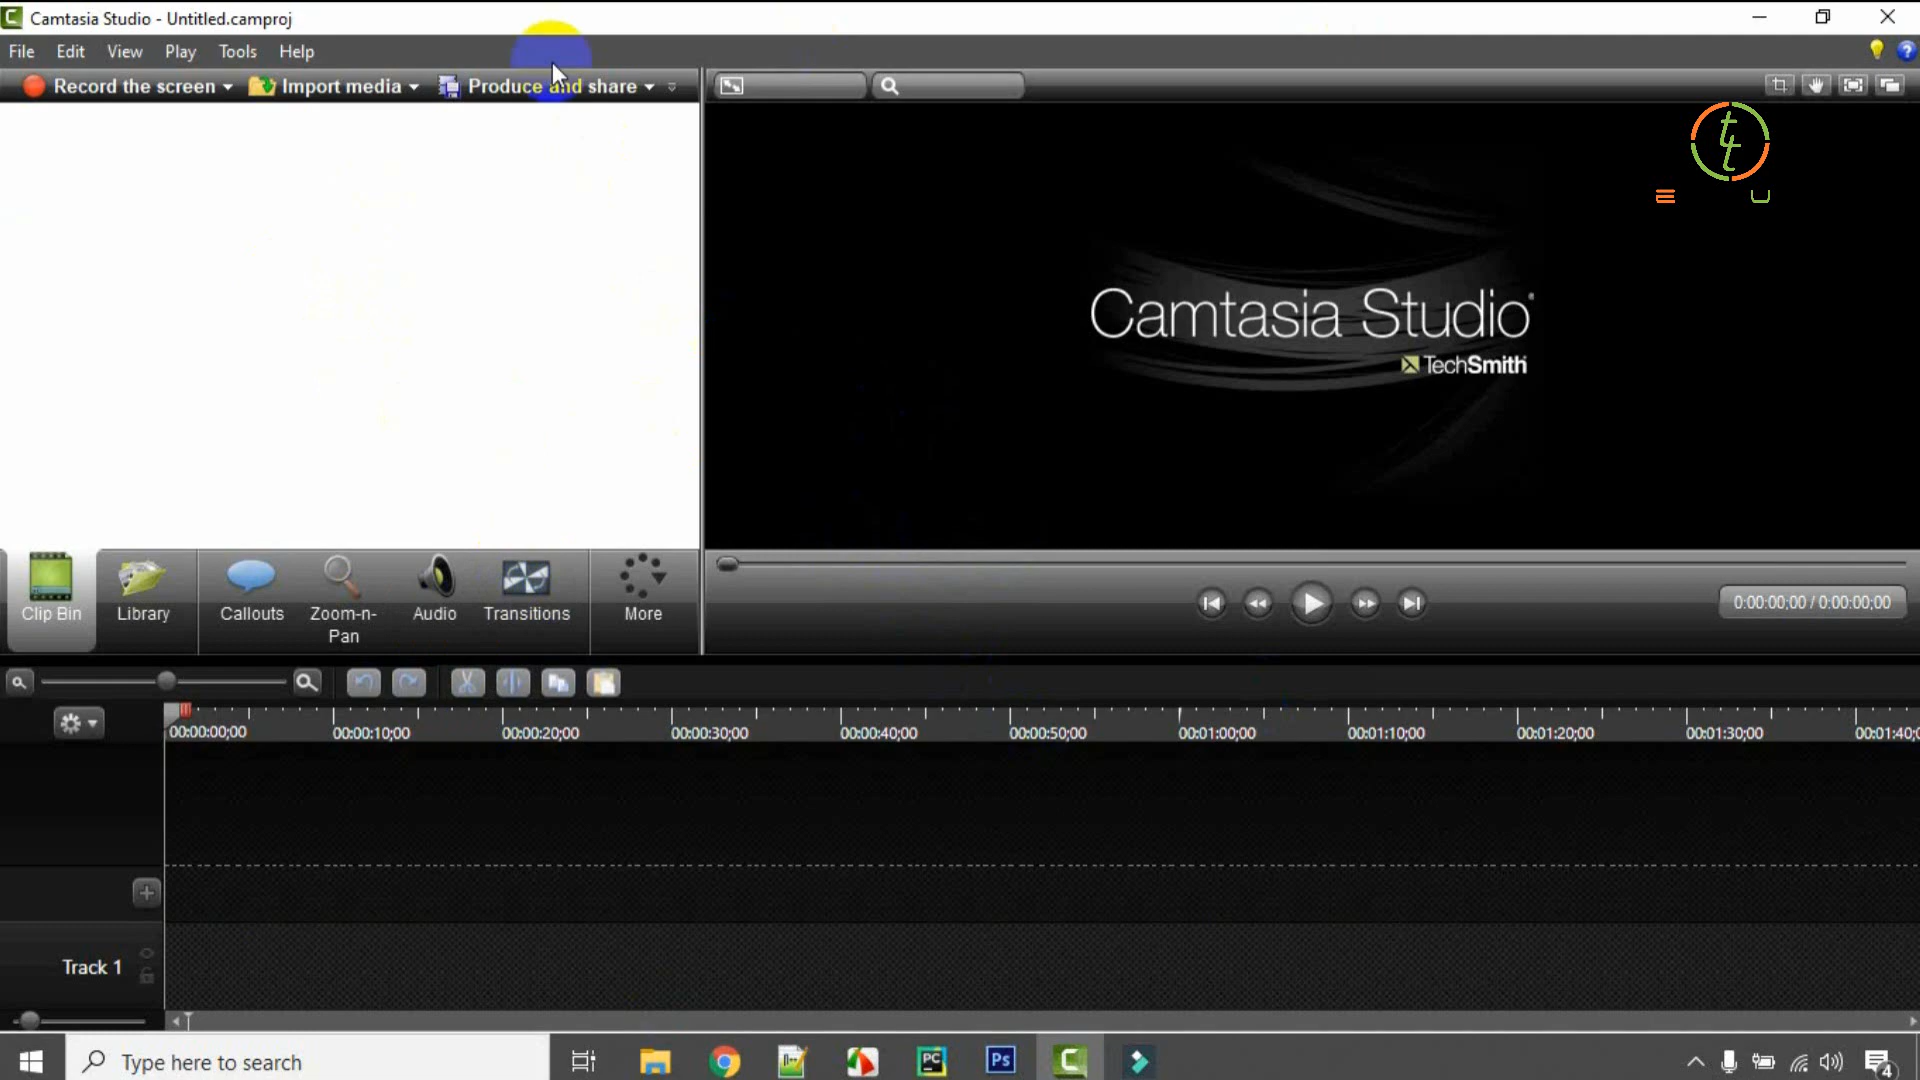 Camtasia Studio - Untitled.camproj
File Edit View Play Tools Help
Record the screen Import media Produce and share
Camtasia Studio®
TechSmith
Clip Bin Library Callouts Zoom-n-Pan Audio Transitions More
0:00:00;00 / 0:00:00;00
00:00:00;00 00:00:10;00 00:00:20;00 00:00:30;00 00:00:40;00 00:00:50;00 00:01:00;00 00:01:10;00 00:01:20;00 00:01:30;00 00:01:40;0
Track 1
Type here to search
PC Ps 4